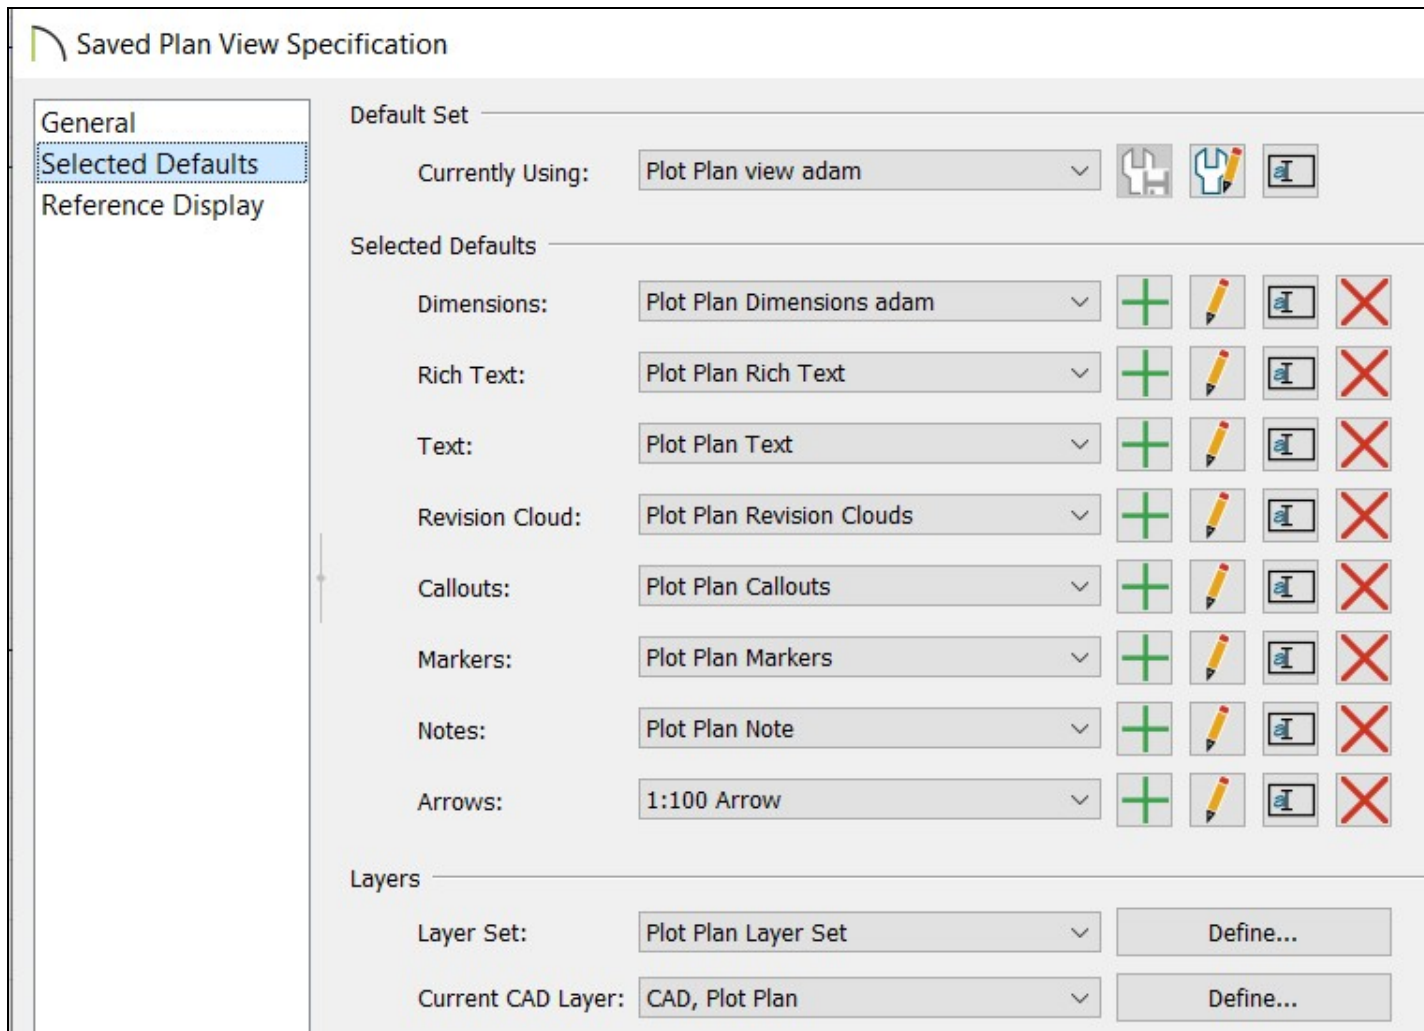 Saved Plan View Specification
General
Selected Defaults
Reference Display
Default Set
Currently Using: Plot Plan view adam
Selected Defaults
Dimensions: Plot Plan Dimensions adam
Rich Text: Plot Plan Rich Text
Text: Plot Plan Text
Revision Cloud: Plot Plan Revision Clouds
Callouts: Plot Plan Callouts
Markers: Plot Plan Markers
Notes: Plot Plan Note
Arrows: 1:100 Arrow
Layers
Layer Set: Plot Plan Layer Set Define...
Current CAD Layer: CAD, Plot Plan Define...